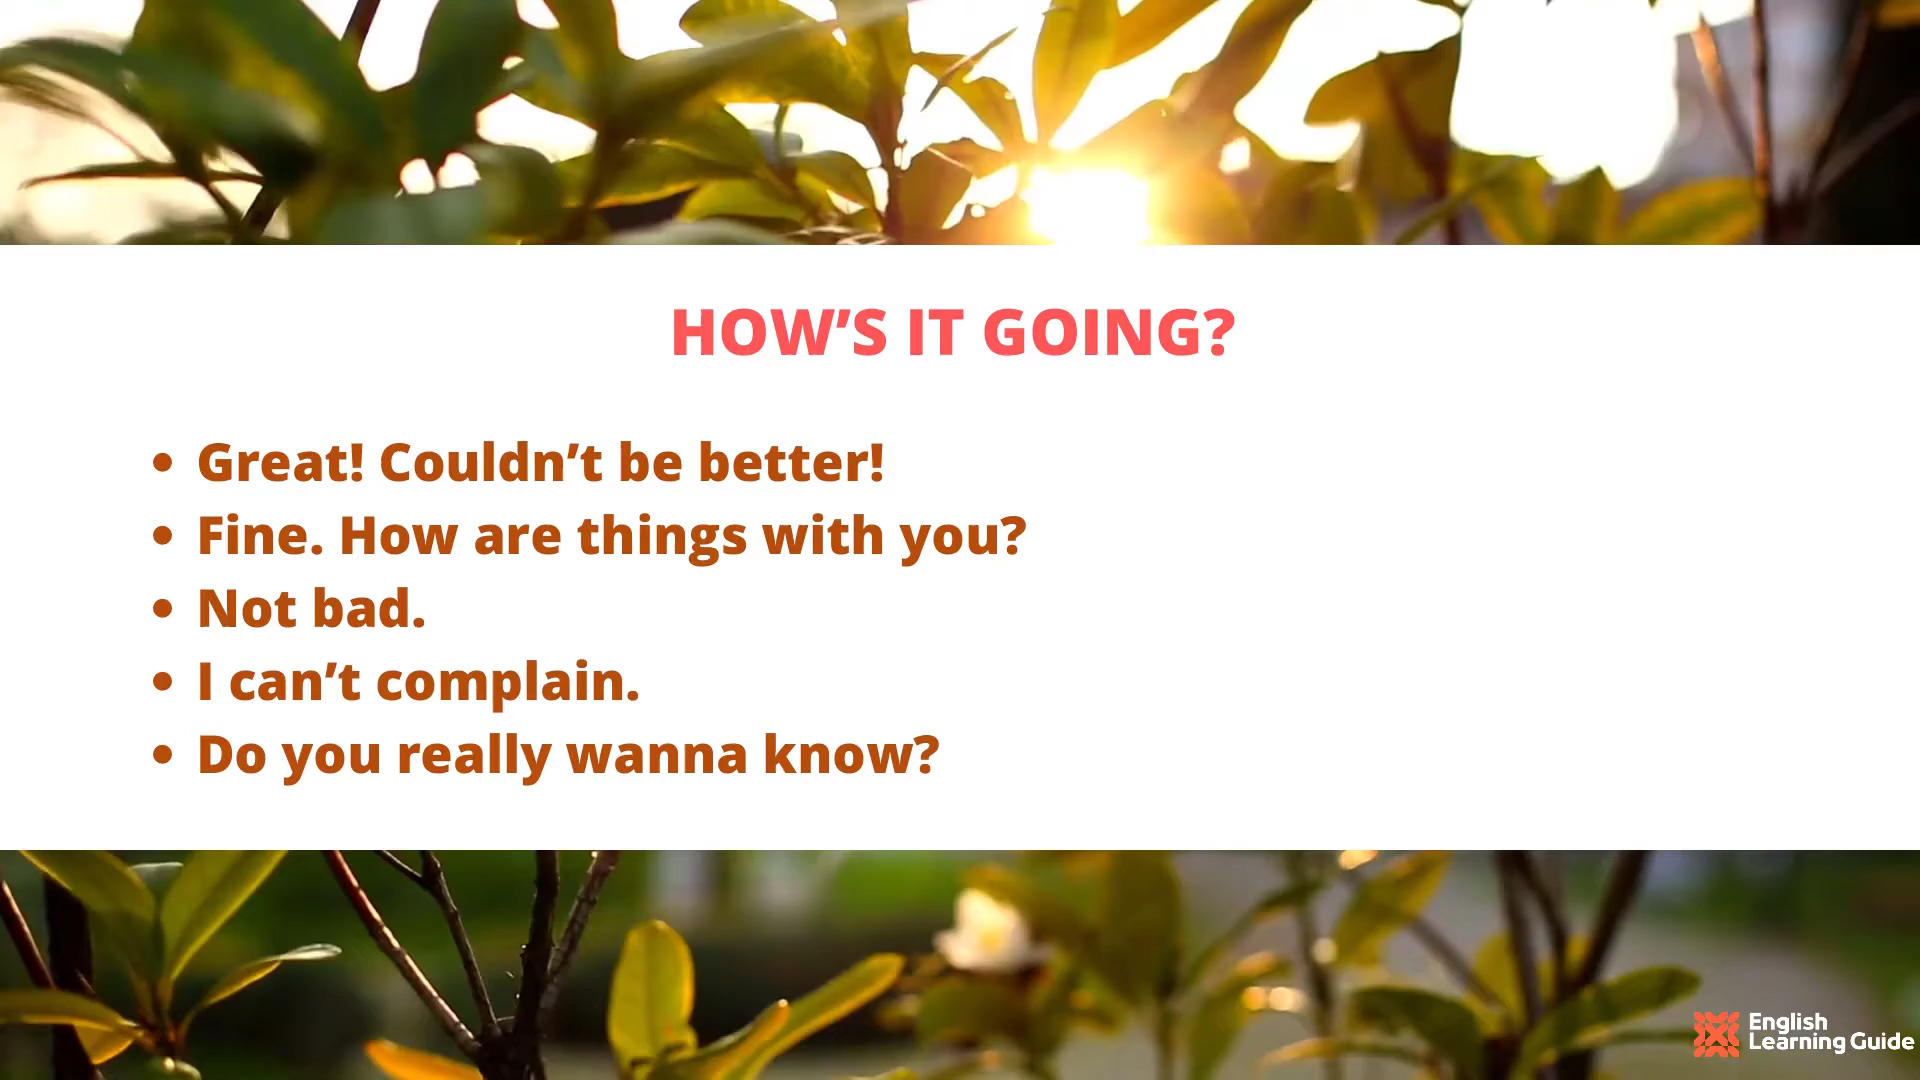 HOW’S IT GOING?
• Great! Couldn’t be better!
• Fine. How are things with you?
• Not bad.
• I can’t complain.
• Do you really wanna know?
English
Learning Guide